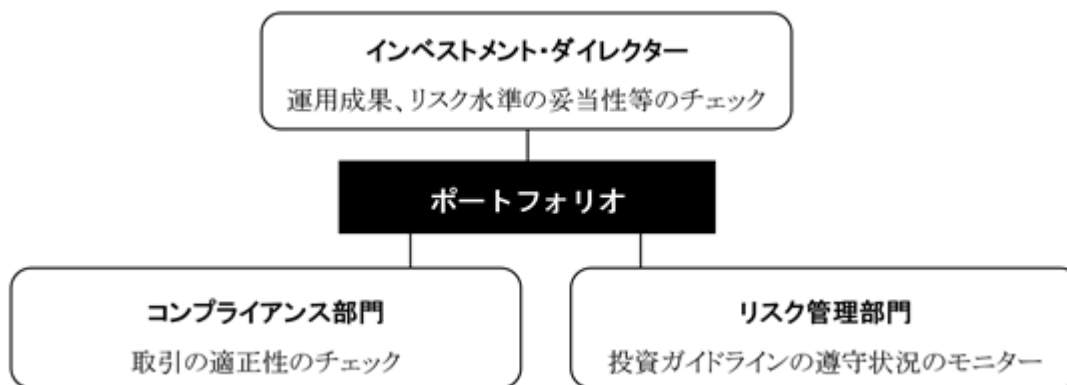 インベストメント・ダイレクター
運用成果、リスク水準の妥当性等のチェック
ポートフォリオ
コンプライアンス部門
取引の適正性のチェック
リスク管理部門
投資ガイドラインの遵守状況のモニター